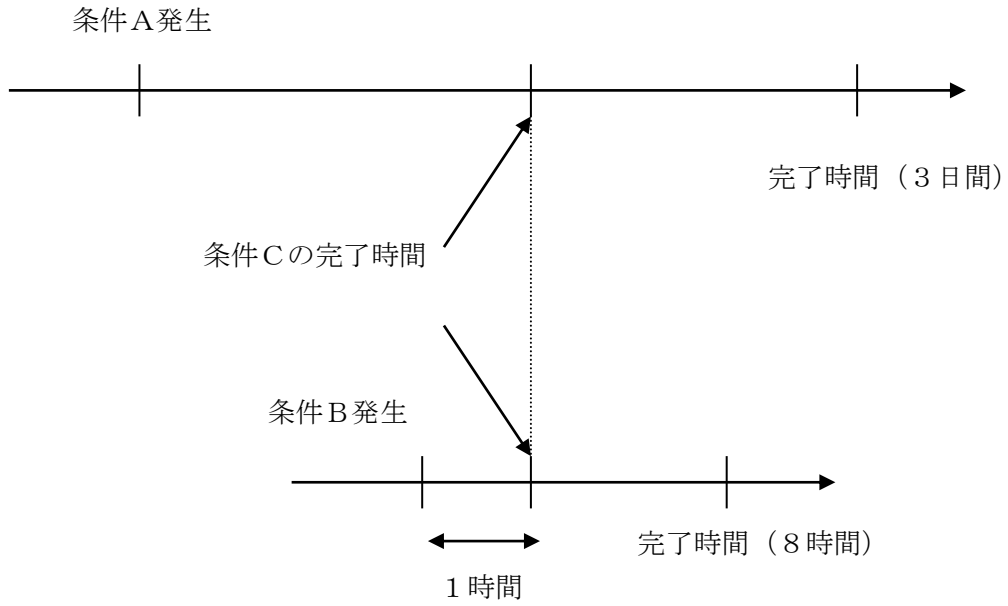 条件Ａ発生
完了時間（３日間）
条件Ｃの完了時間
条件Ｂ発生
完了時間（８時間）
１時間